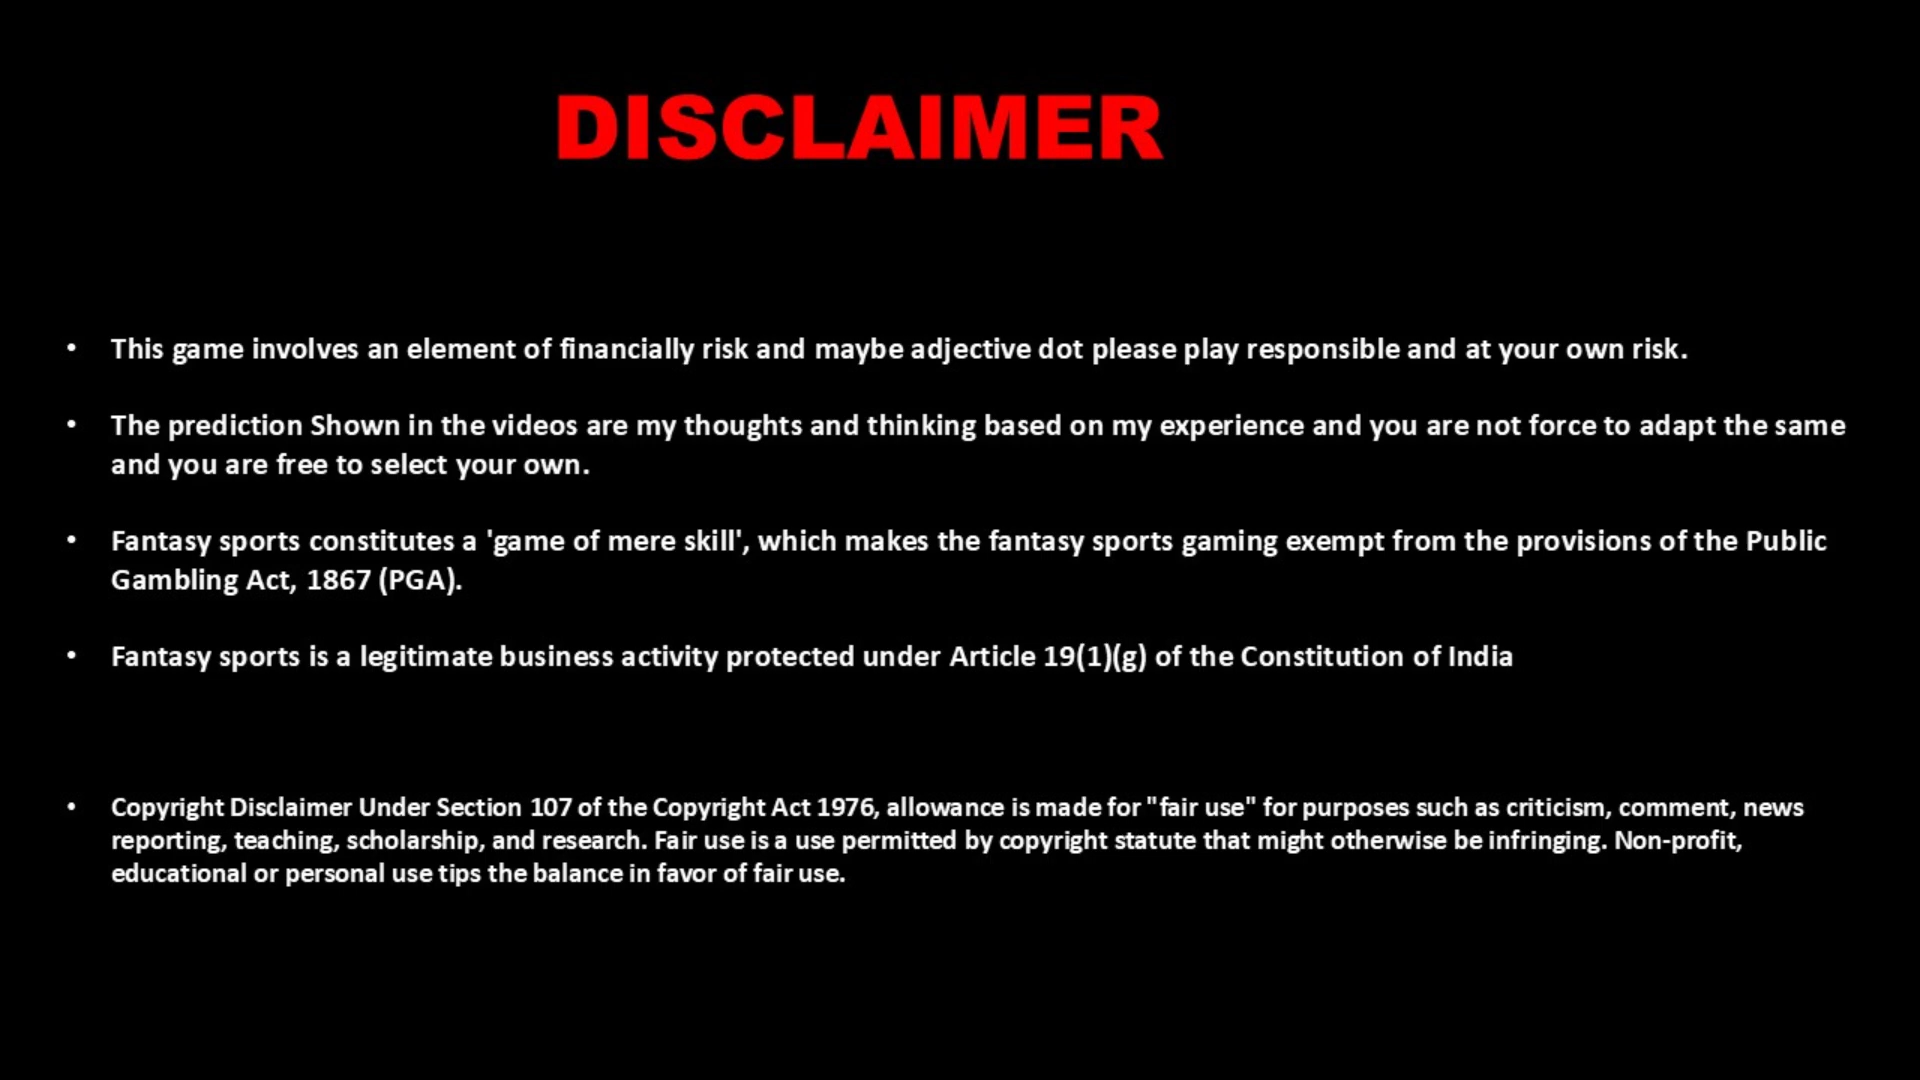 DISCLAIMER
• This game involves an element of financially risk and maybe adjective dot please play responsible and at your own risk.
• The prediction Shown in the videos are my thoughts and thinking based on my experience and you are not force to adapt the same
and you are free to select your own.
• Fantasy sports constitutes a 'game of mere skill', which makes the fantasy sports gaming exempt from the provisions of the Public
Gambling Act, 1867 (PGA).
• Fantasy sports is a legitimate business activity protected under Article 19(1)(g) of the Constitution of India
• Copyright Disclaimer Under Section 107 of the Copyright Act 1976, allowance is made for "fair use" for purposes such as criticism, comment, news
reporting, teaching, scholarship, and research. Fair use is a use permitted by copyright statute that might otherwise be infringing. Non-profit,
educational or personal use tips the balance in favor of fair use.